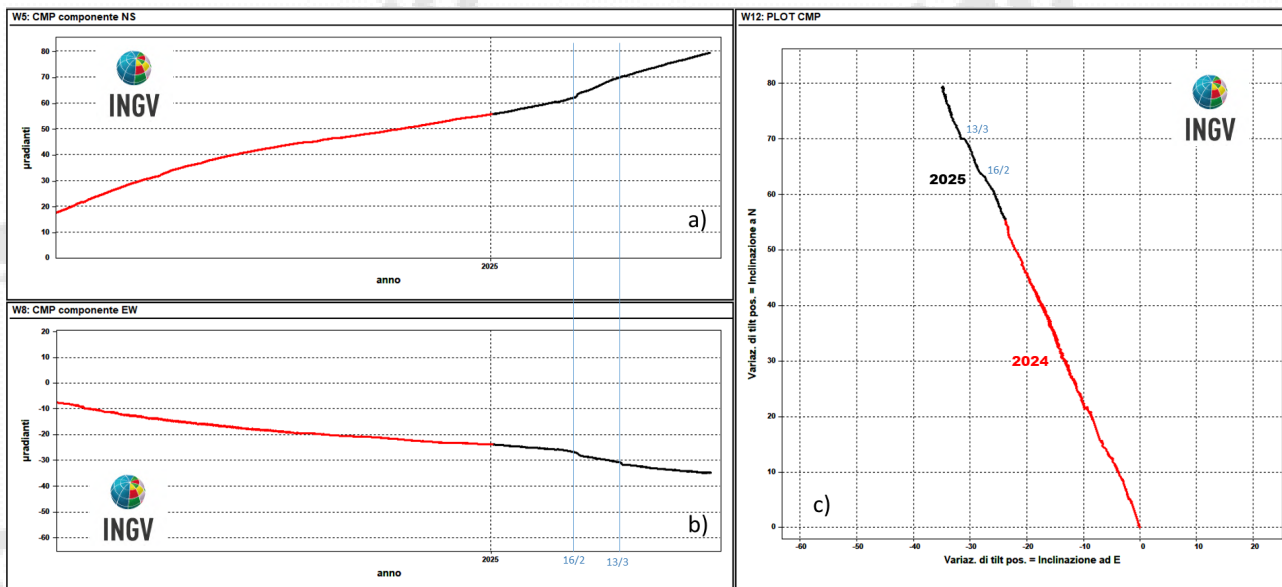 W5: CMP componente NS
80
70
60
50
40
30
20
10
0
µradianti
INGV
a)
2025
anno
W8: CMP componente EW
20
10
0
-10
-20
-30
-40
-50
-60
µradianti
INGV
b)
2025
16/2
13/3
anno
W12: PLOT CMP
80
70
60
50
40
30
20
10
0
Variaz. di tilt pos. = Inclinazione a N
INGV
13/3
16/2
2025
2024
c)
-60
-50
-40
-30
-20
-10
0
10
20
Variaz. di tilt pos. = Inclinazione ad E